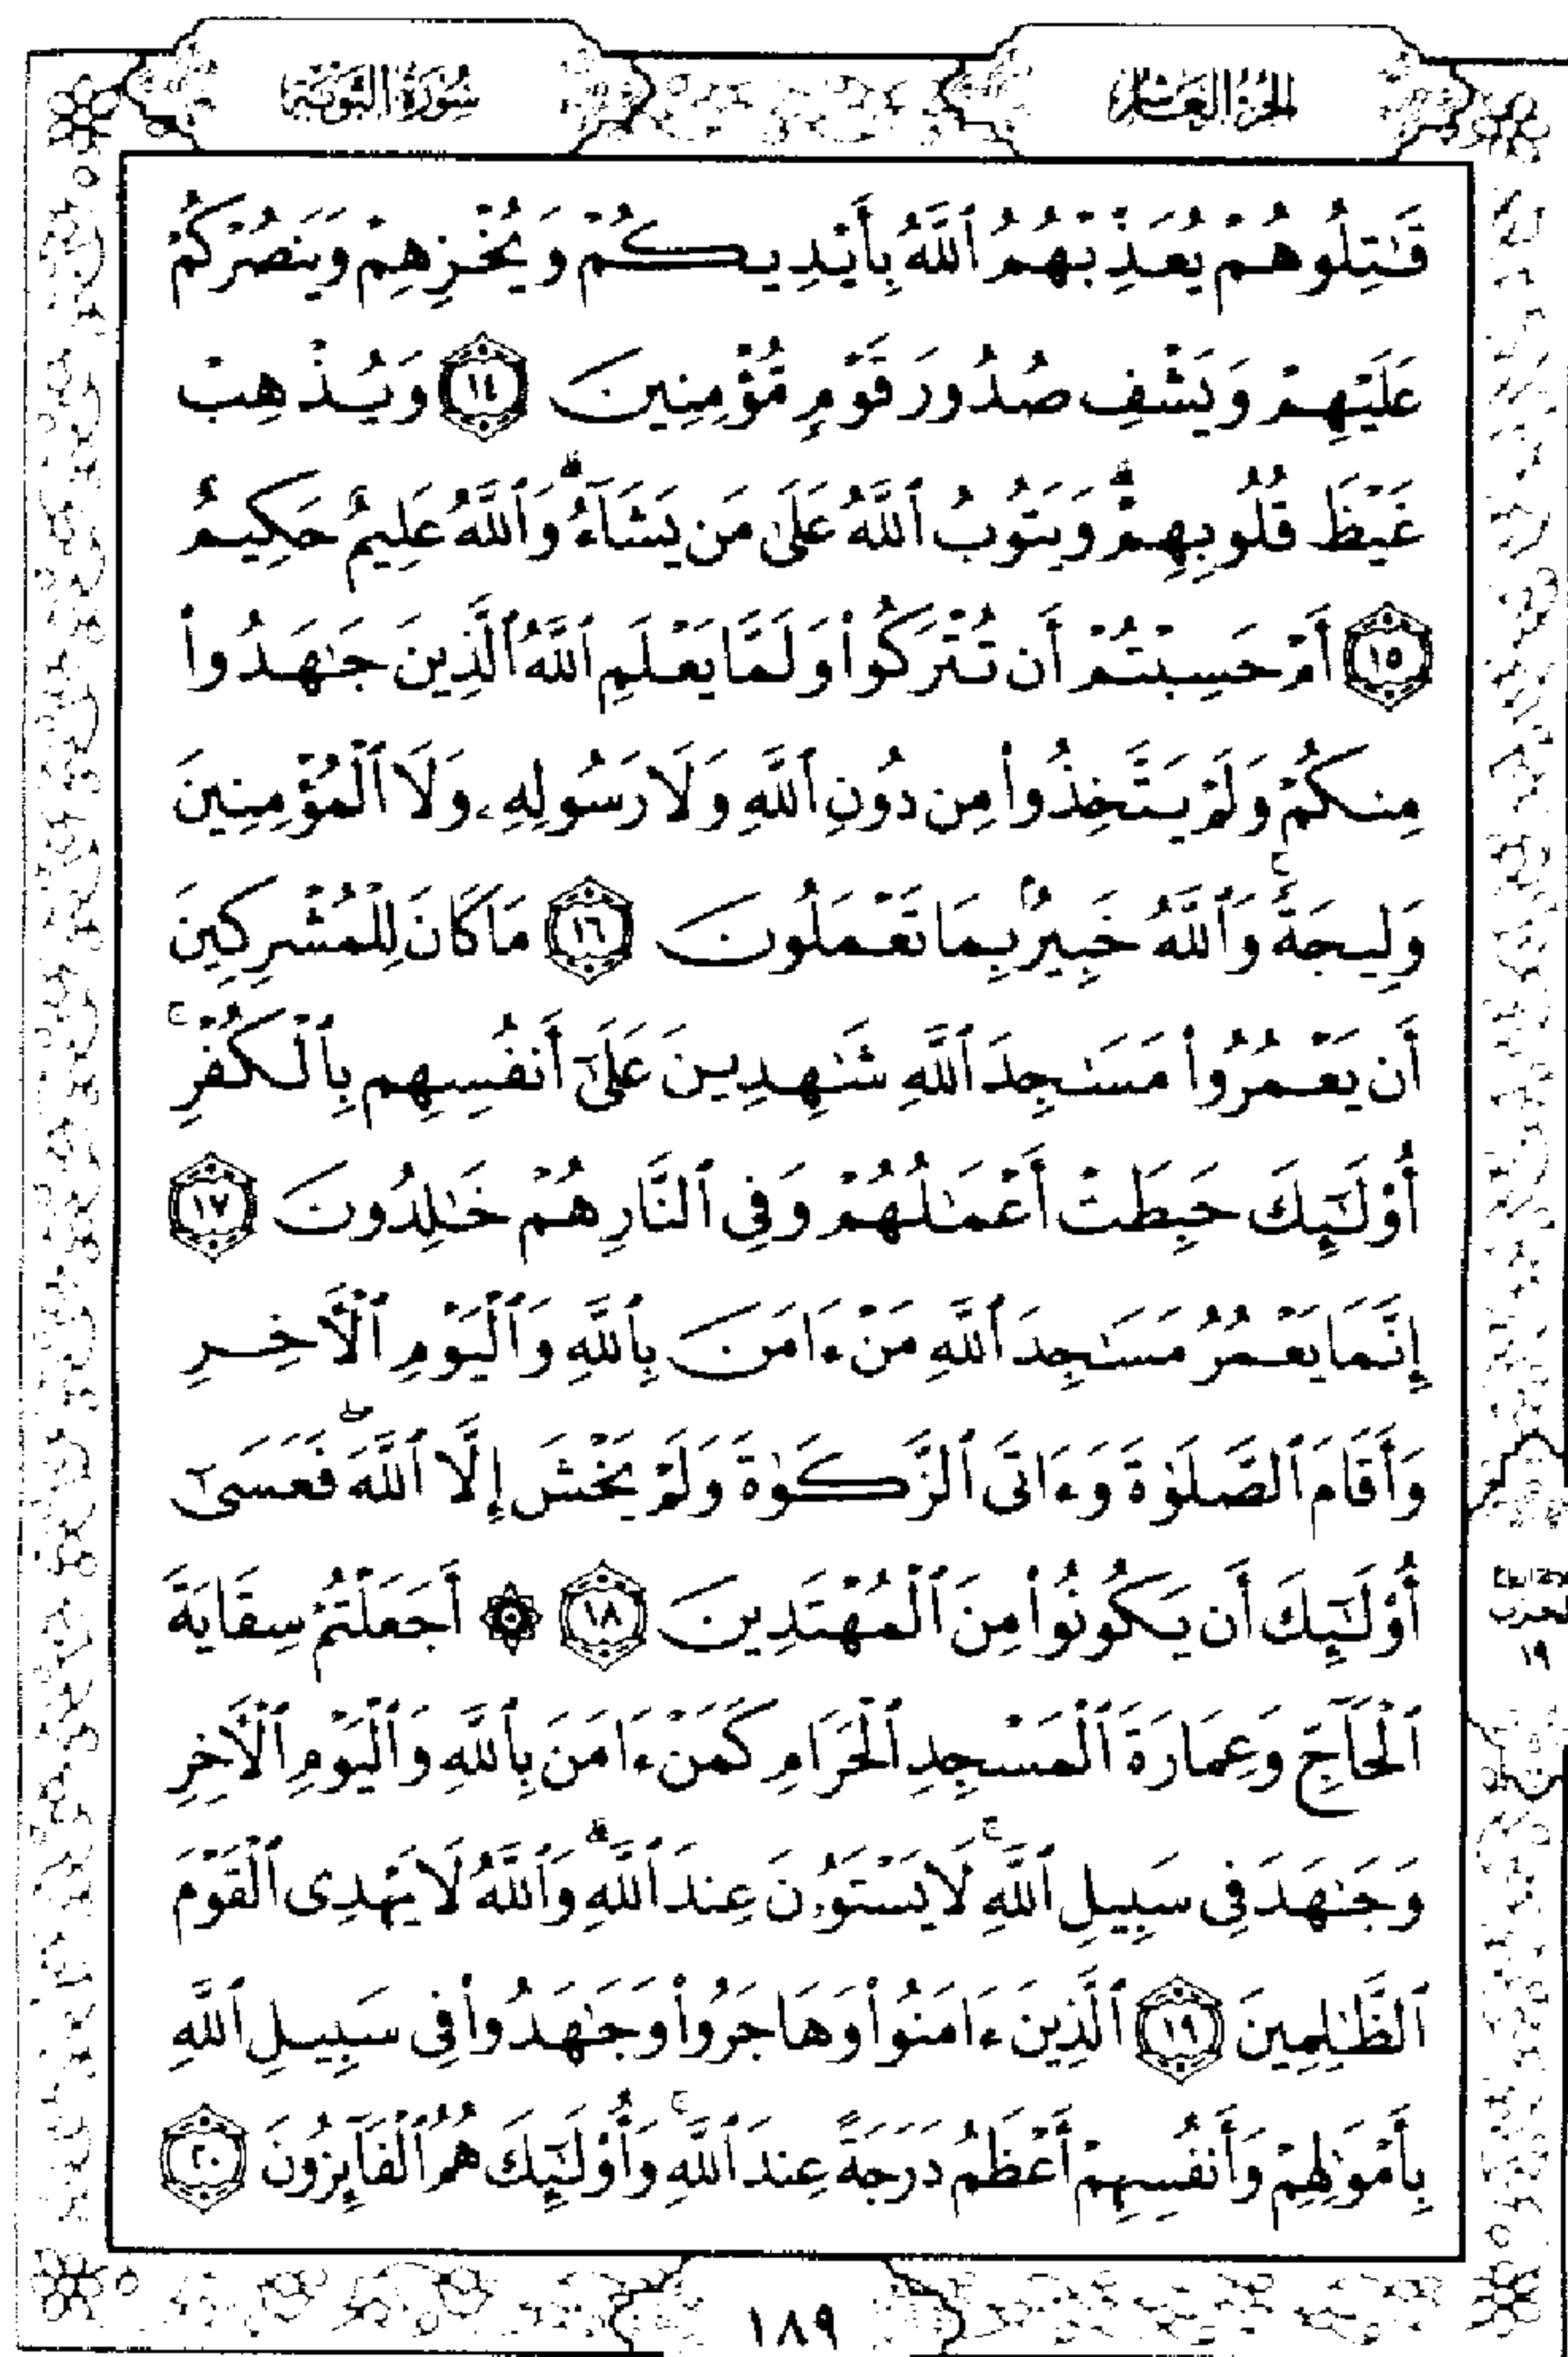 الجزء العاشر
سورة التوبة
قَٰتِلُوهُمْ يُعَذِّبْهُمُ ٱللَّهُ بِأَيْدِيكُمْ وَيُخْزِهِمْ وَيَنصُرْكُمْ
عَلَيْهِمْ وَيَشْفِ صُدُورَ قَوْمٍ مُّؤْمِنِينَ ١٤ وَيُذْهِبْ
غَيْظَ قُلُوبِهِمْ ۗ وَيَتُوبُ ٱللَّهُ عَلَىٰ مَن يَشَآءُ ۗ وَٱللَّهُ عَلِيمٌ حَكِيمٌ
١٥ أَمْ حَسِبْتُمْ أَن تُتْرَكُوا۟ وَلَمَّا يَعْلَمِ ٱللَّهُ ٱلَّذِينَ جَٰهَدُوا۟
مِنكُمْ وَلَمْ يَتَّخِذُوا۟ مِن دُونِ ٱللَّهِ وَلَا رَسُولِهِۦ وَلَا ٱلْمُؤْمِنِينَ
وَلِيجَةً ۚ وَٱللَّهُ خَبِيرٌۢ بِمَا تَعْمَلُونَ ١٦ مَا كَانَ لِلْمُشْرِكِينَ
أَن يَعْمُرُوا۟ مَسَٰجِدَ ٱللَّهِ شَٰهِدِينَ عَلَىٰٓ أَنفُسِهِم بِٱلْكُفْرِ ۚ
أُو۟لَٰٓئِكَ حَبِطَتْ أَعْمَٰلُهُمْ وَفِى ٱلنَّارِ هُمْ خَٰلِدُونَ ١٧
إِنَّمَا يَعْمُرُ مَسَٰجِدَ ٱللَّهِ مَنْ ءَامَنَ بِٱللَّهِ وَٱلْيَوْمِ ٱلْءَاخِرِ
وَأَقَامَ ٱلصَّلَوٰةَ وَءَاتَى ٱلزَّكَوٰةَ وَلَمْ يَخْشَ إِلَّا ٱللَّهَ ۖ فَعَسَىٰٓ
أُو۟لَٰٓئِكَ أَن يَكُونُوا۟ مِنَ ٱلْمُهْتَدِينَ ١٨ ۞ أَجَعَلْتُمْ سِقَايَةَ
ٱلْحَآجِّ وَعِمَارَةَ ٱلْمَسْجِدِ ٱلْحَرَامِ كَمَنْ ءَامَنَ بِٱللَّهِ وَٱلْيَوْمِ ٱلْءَاخِرِ
وَجَٰهَدَ فِى سَبِيلِ ٱللَّهِ ۚ لَا يَسْتَوُۥنَ عِندَ ٱللَّهِ ۗ وَٱللَّهُ لَا يَهْدِى ٱلْقَوْمَ
ٱلظَّٰلِمِينَ ١٩ ٱلَّذِينَ ءَامَنُوا۟ وَهَاجَرُوا۟ وَجَٰهَدُوا۟ فِى سَبِيلِ ٱللَّهِ
بِأَمْوَٰلِهِمْ وَأَنفُسِهِمْ أَعْظَمُ دَرَجَةً عِندَ ٱللَّهِ ۚ وَأُو۟لَٰٓئِكَ هُمُ ٱلْفَآئِزُونَ ٢٠
الحزب
١٩
١٨٩